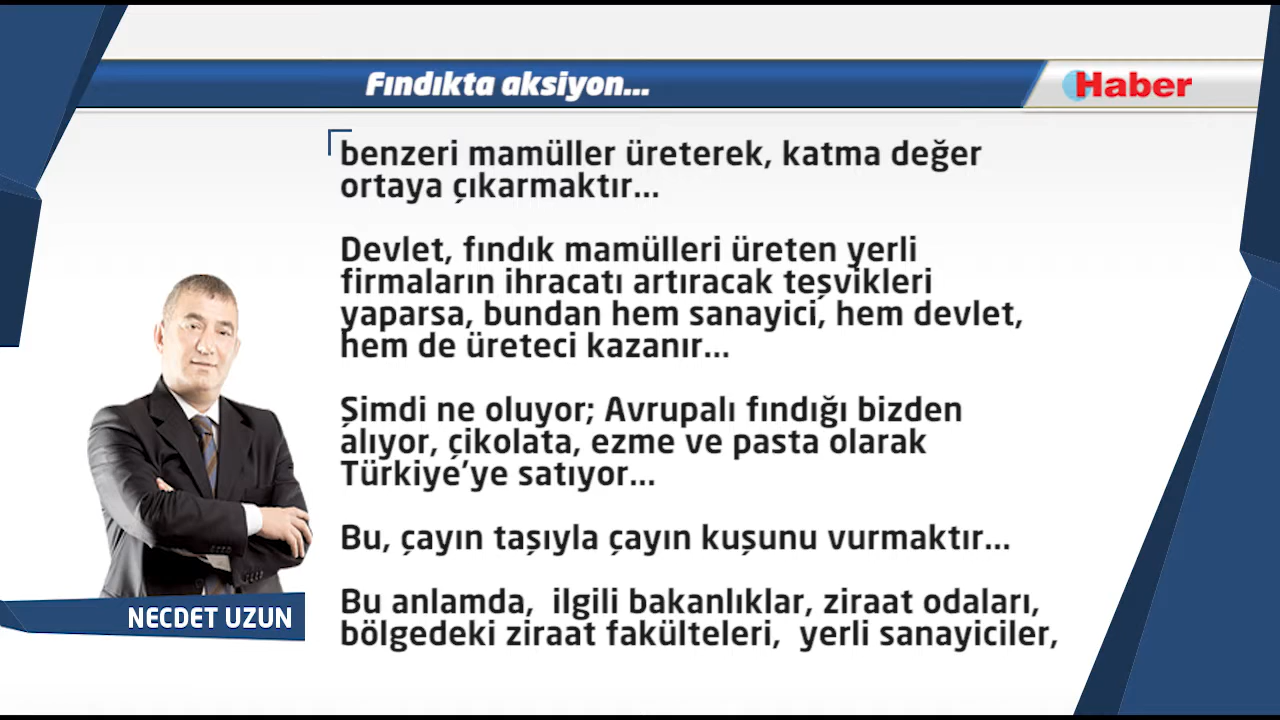 Fındıkta aksiyon...
Haber
benzeri mamüller üreterek, katma değer
ortaya çıkarmaktır...
Devlet, fındık mamülleri üreten yerli
firmaların ihracatı artıracak teşvikleri
yaparsa, bundan hem sanayici, hem devlet,
hem de üreteci kazanır...
Şimdi ne oluyor; Avrupalı fındığı bizden
alıyor, çikolata, ezme ve pasta olarak
Türkiye'ye satıyor...
Bu, çayın taşıyla çayın kuşunu vurmaktır...
Bu anlamda,  ilgili bakanlıklar, ziraat odaları,
bölgedeki ziraat fakülteleri,  yerli sanayiciler,
NECDET UZUN